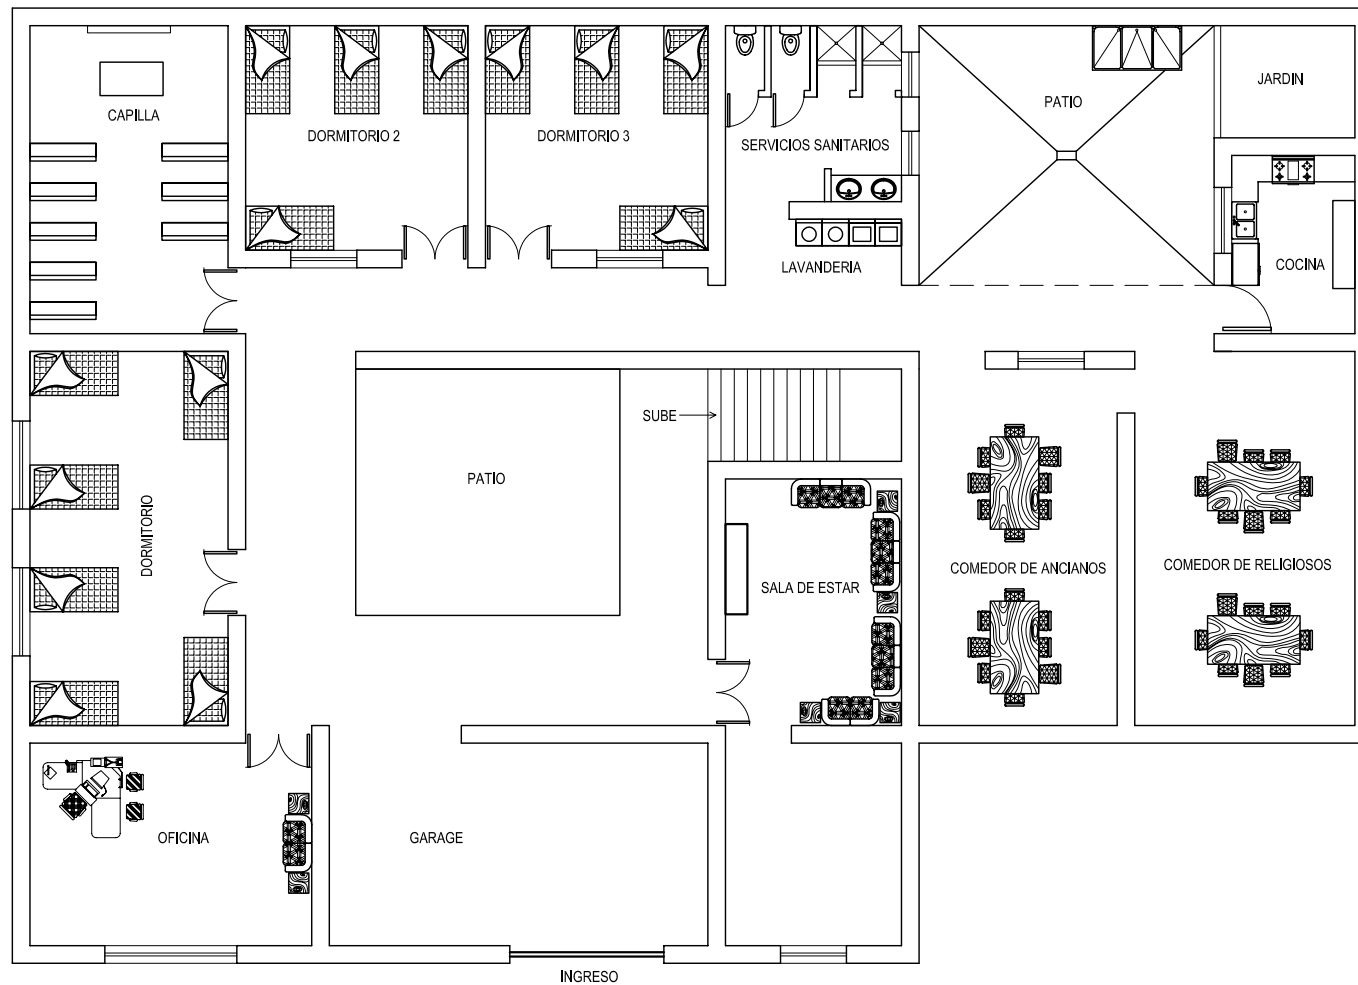 JARDIN
PATIO
CAPILLA
DORMITORIO 2
DORMITORIO 3
SERVICIOS SANITARIOS
LAVANDERIA
COCINA
SUBE
PATIO
DORMITORIO
SALA DE ESTAR
COMEDOR DE ANCIANOS
COMEDOR DE RELIGIOSOS
OFICINA
GARAGE
INGRESO